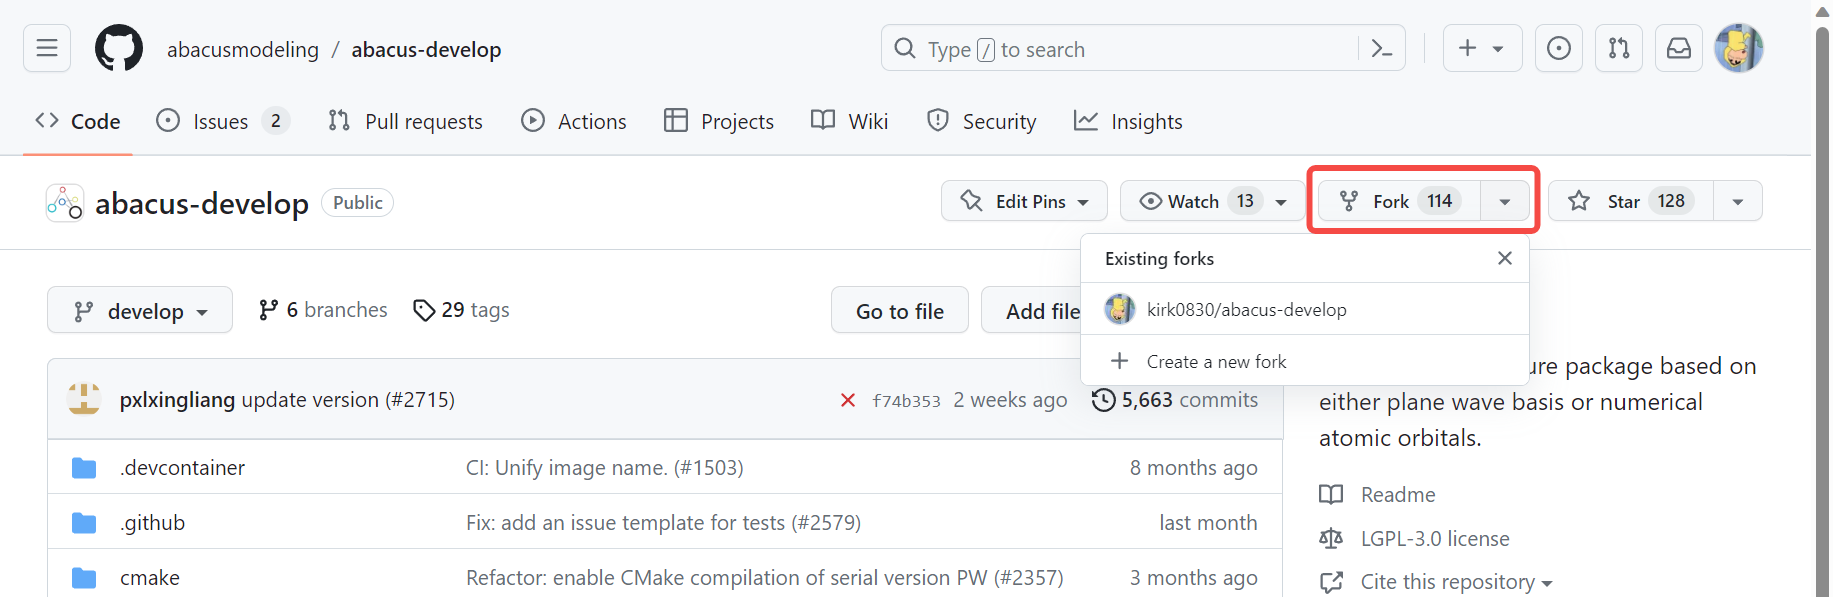 abacusmodeling / abacus-develop
Type / to search
Code
Issues 2
Pull requests
Actions
Projects
Wiki
Security
Insights
abacus-develop Public
Edit Pins
Watch 13
Fork 114
Star 128
Existing forks
kirk0830/abacus-develop
Create a new fork
develop
6 branches
29 tags
Go to file
Add file
pxlxingliang update version (#2715)
f74b353 2 weeks ago
5,663 commits
.devcontainer CI: Unify image name. (#1503) 8 months ago
.github Fix: add an issue template for tests (#2579) last month
cmake Refactor: enable CMake compilation of serial version PW (#2357) 3 months ago
ure package based on
either plane wave basis or numerical
atomic orbitals.
Readme
LGPL-3.0 license
Cite this repository